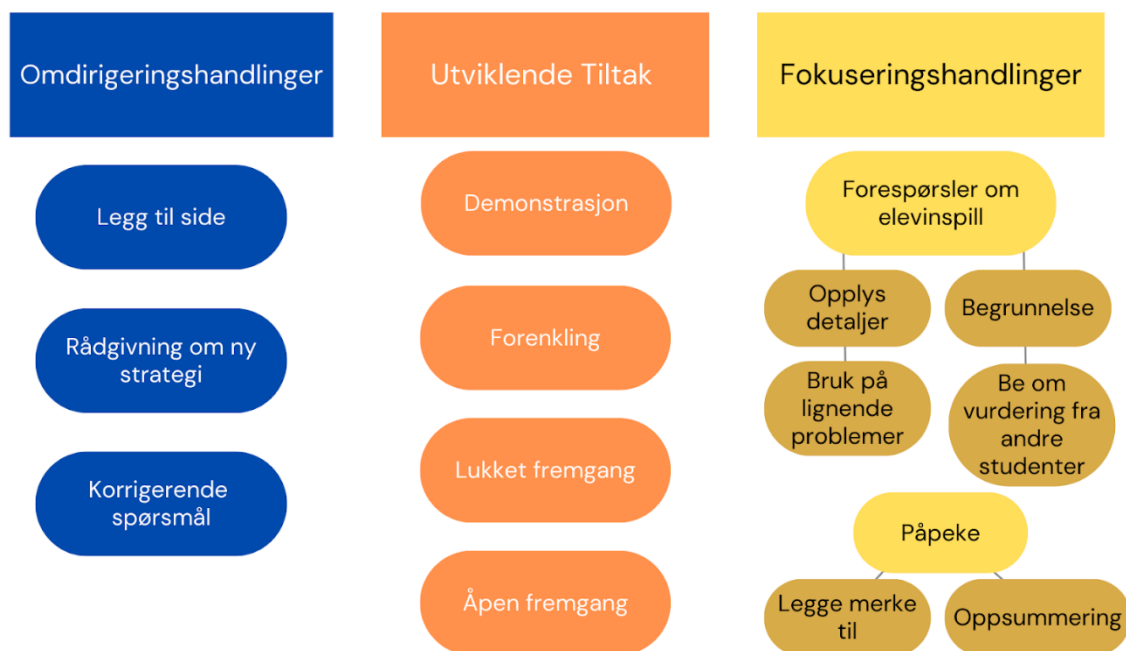 Omdirigeringshandlinger
Legg til side
Rådgivning om ny
strategi
Korrigerende
spørsmål
Utviklende Tiltak
Demonstrasjon
Forenkling
Lukket fremgang
Åpen fremgang
Fokuseringshandlinger
Forespørsler om
elevinspill
Opplys
detaljer
Begrunnelse
Bruk på
lignende
problemer
Be om
vurdering fra
andre
studenter
Påpeke
Legge merke
til
Oppsummering